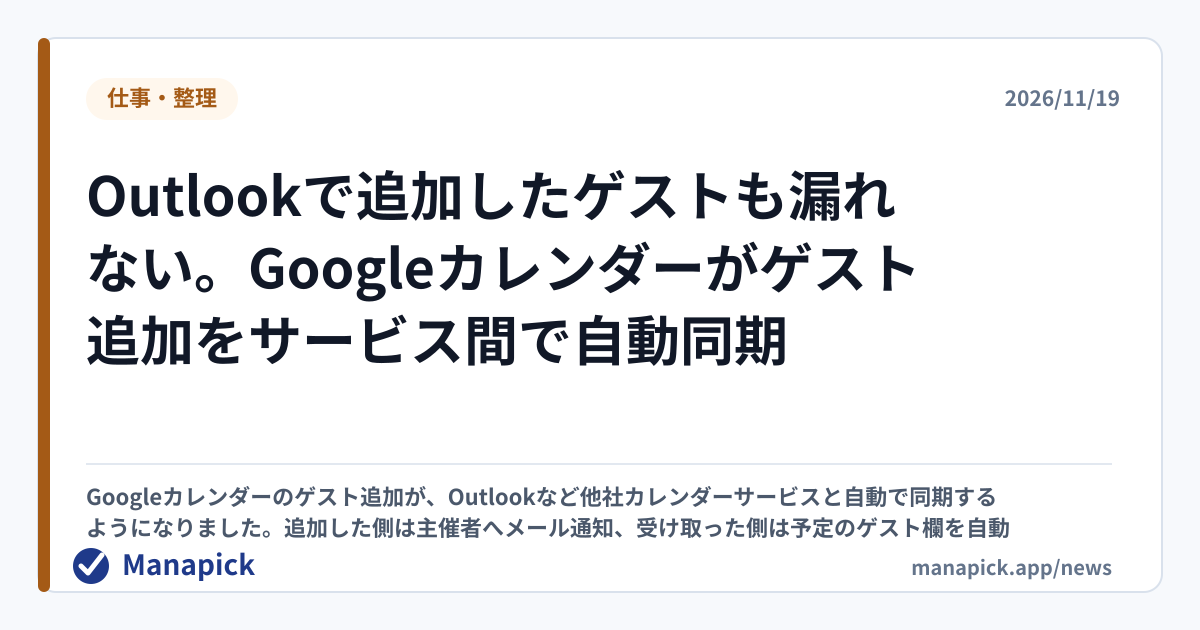 仕事・整理
2026/11/19
Outlookで追加したゲストも漏れ
ない。Googleカレンダーがゲスト
追加をサービス間で自動同期
Googleカレンダーのゲスト追加が、Outlookなど他社カレンダーサービスと自動で同期する
ようになりました。追加した側は主催者へメール通知、受け取った側は予定のゲスト欄を自動
Manapick
manapick.app/news